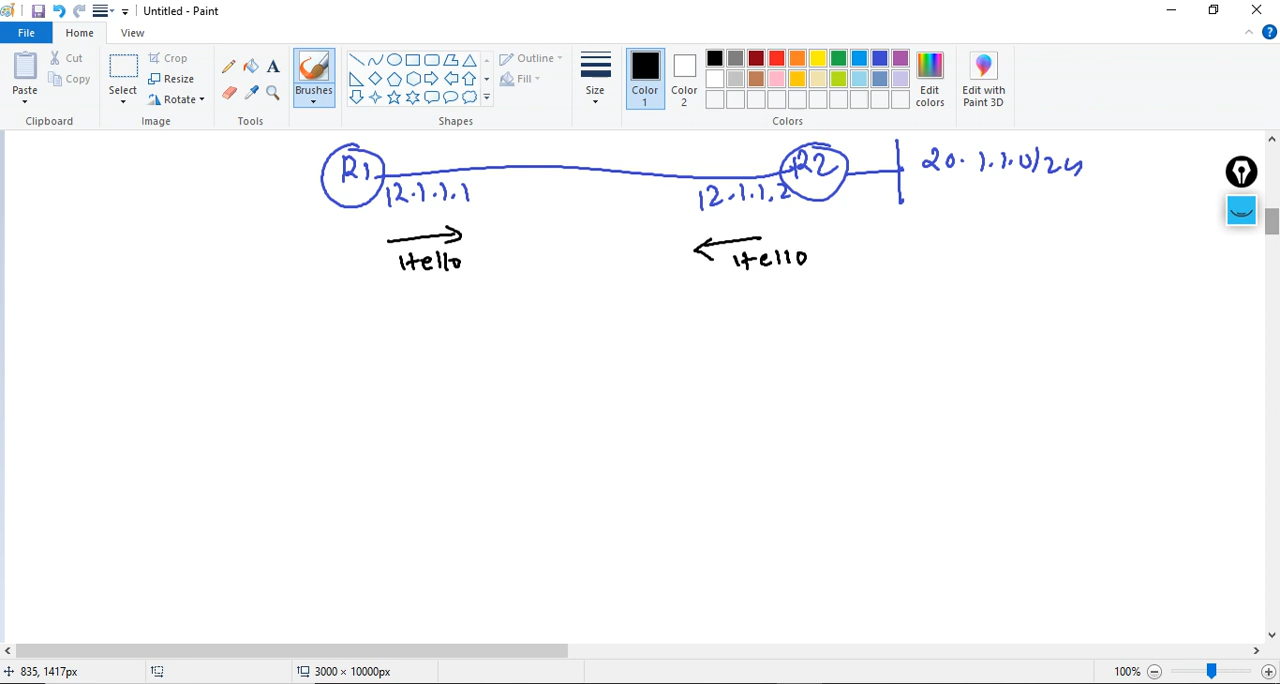 Untitled - Paint
File Home View
Paste
Cut
Copy
Clipboard
Select
Crop
Resize
Rotate
Image
A
Tools
Brushes
Outline
Fill
Shapes
Size
Color 1
Color 2
Edit colors
Edit with Paint 3D
Colors
R1 R2 20.1.1.0/24
12.1.1.1 12.1.1.2
Hello Hello
835, 1417px 3000 × 10000px 100%